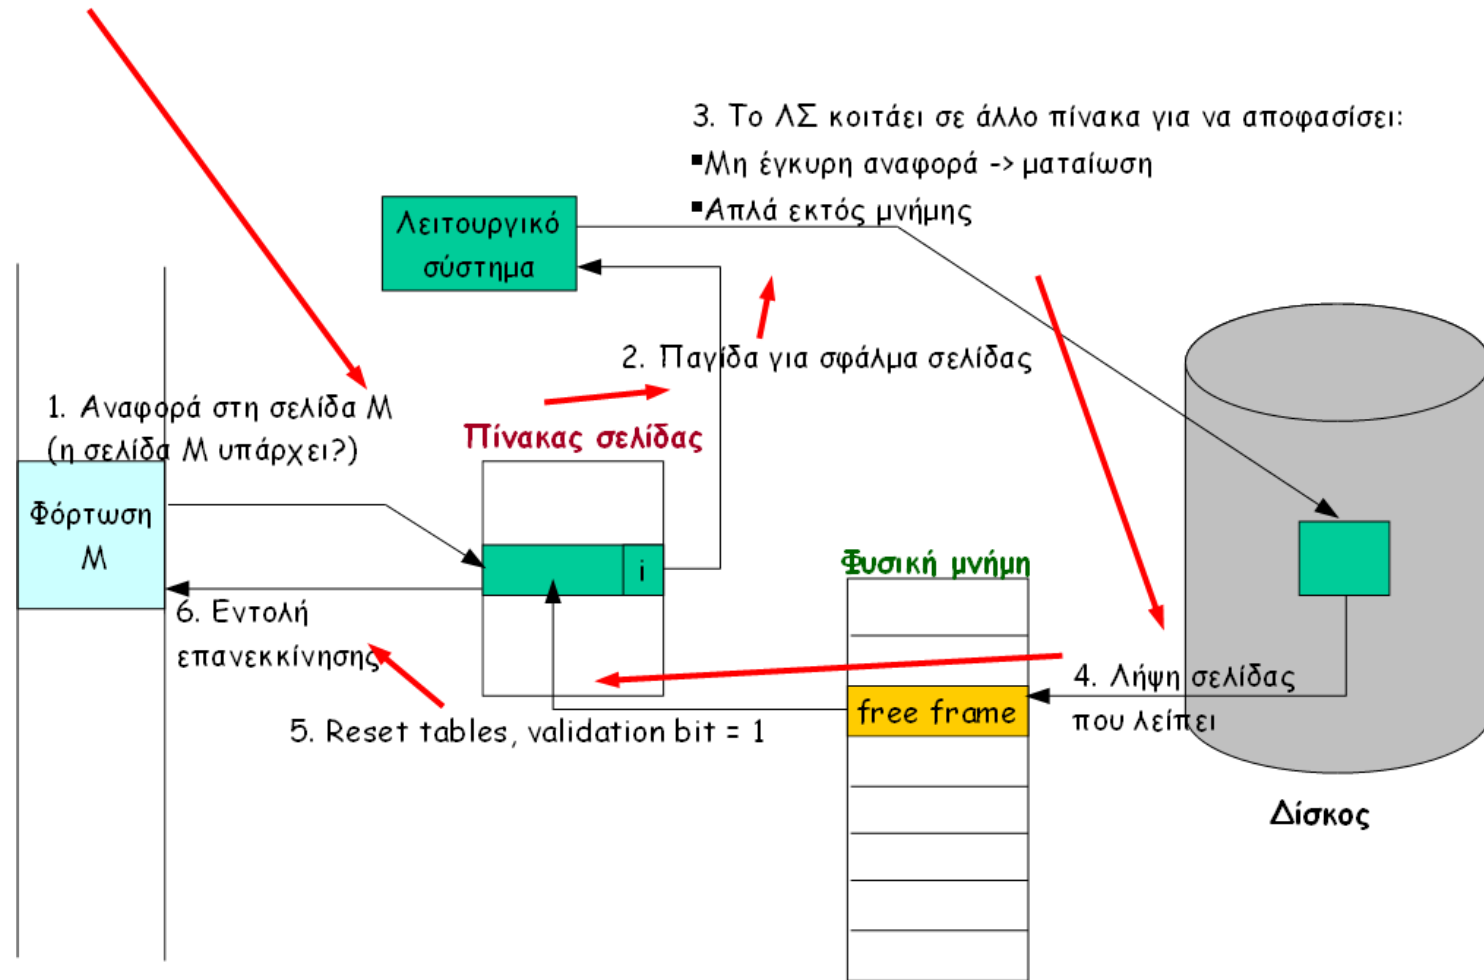 3. Το ΛΣ κοιτάει σε άλλο πίνακα για να αποφασίσει:
▪Μη έγκυρη αναφορά -> ματαίωση
▪Απλά εκτός μνήμης
Λειτουργικό
σύστημα
2. Παγίδα για σφάλμα σελίδας
1. Αναφορά στη σελίδα Μ
(η σελίδα Μ υπάρχει?)
Πίνακας σελίδας
Φόρτωση
Μ
i
Φυσική μνήμη
6. Εντολή
επανεκκίνησης
4. Λήψη σελίδας
που λείπει
free frame
5. Reset tables, validation bit = 1
Δίσκος